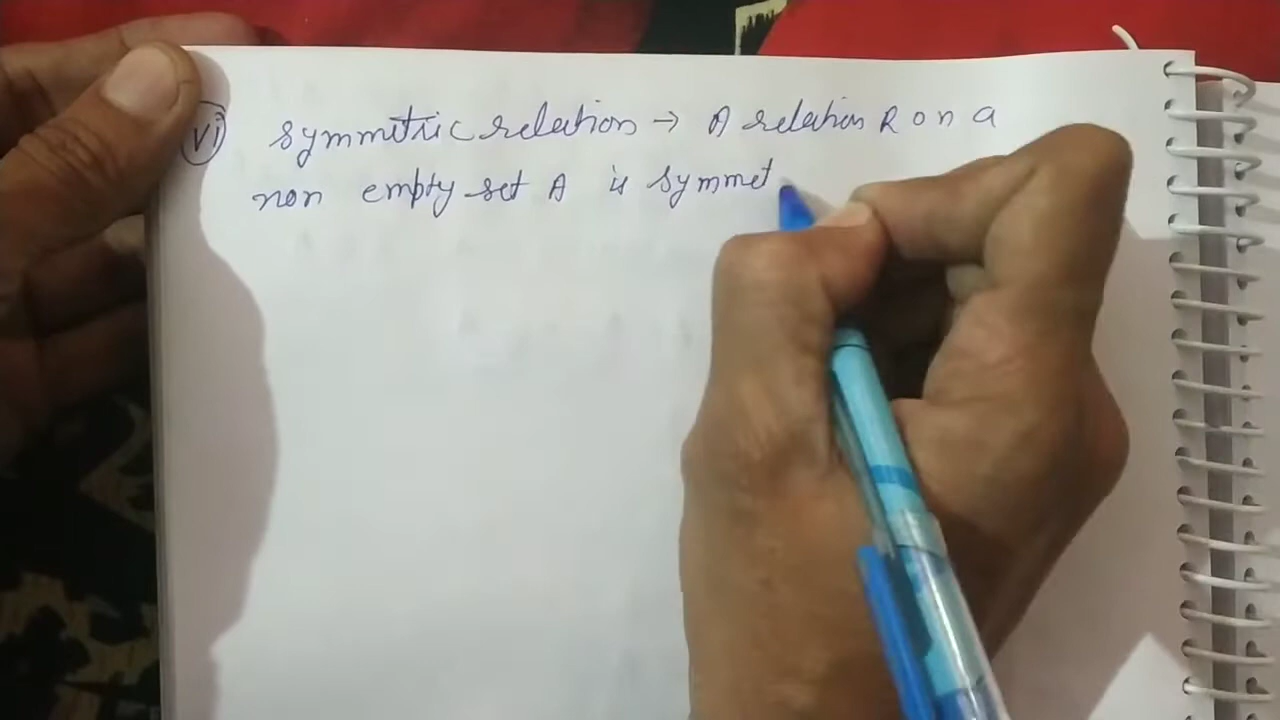 (vi) symmetric relation → A relation R on a
non empty set A is symmet